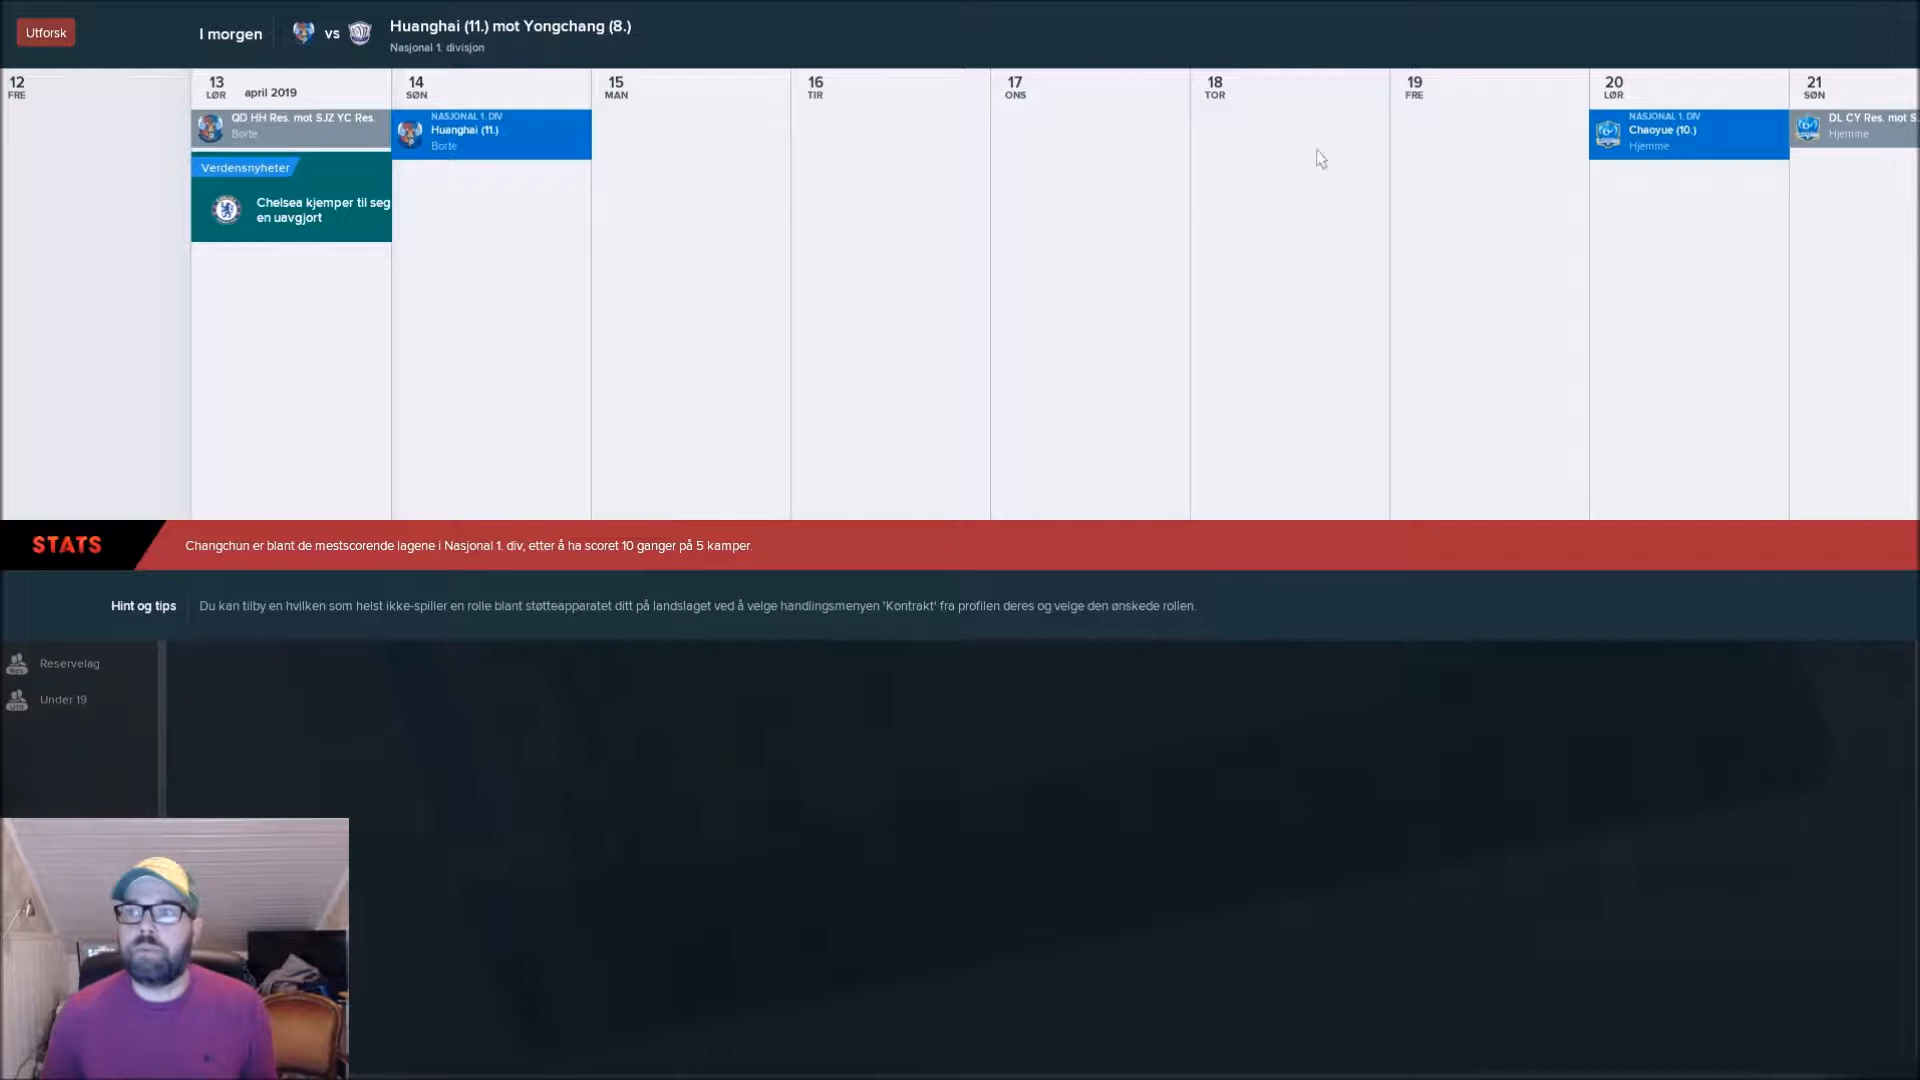 Utforsk
I morgen
vs
Huanghai (11.) mot Yongchang (8.)
Nasjonal 1. divisjon
12
FRE
13
LØR
april 2019
14
SØN
15
MAN
16
TIR
17
ONS
18
TOR
19
FRE
20
LØR
21
SØN
QD HH Res. mot SJZ YC Res.
Borte
NASJONAL 1. DIV
Huanghai (11.)
Borte
NASJONAL 1. DIV
Chaoyue (10.)
Hjemme
DL CY Res. mot S
Hjemme
Verdensnyheter
Chelsea kjemper til seg
en uavgjort
STATS
Changchun er blant de mestscorende lagene i Nasjonal 1. div, etter å ha scoret 10 ganger på 5 kamper.
Hint og tips
Du kan tilby en hvilken som helst ikke-spiller en rolle blant støtteapparatet ditt på landslaget ved å velge handlingsmenyen 'Kontrakt' fra profilen deres og velge den ønskede rollen.
Reservelag
Under 19